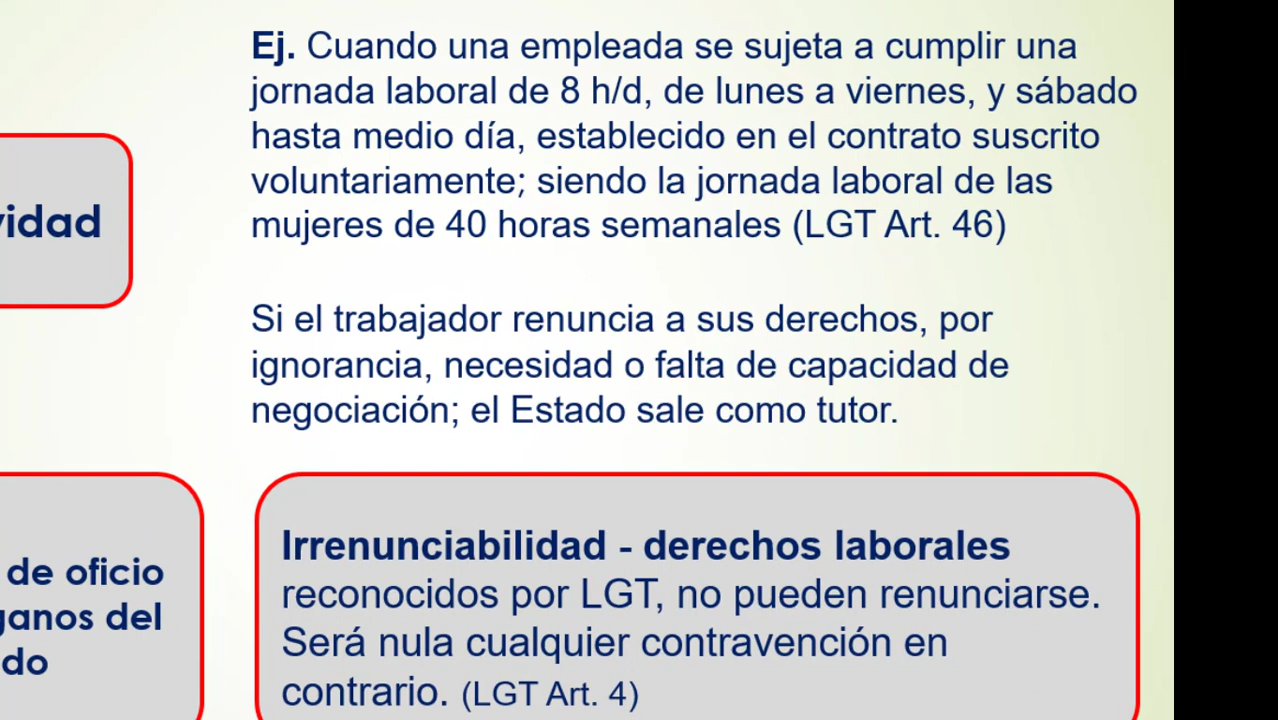 Ej. Cuando una empleada se sujeta a cumplir una
jornada laboral de 8 h/d, de lunes a viernes, y sábado
hasta medio día, establecido en el contrato suscrito
voluntariamente; siendo la jornada laboral de las
mujeres de 40 horas semanales (LGT Art. 46)
vidad
Si el trabajador renuncia a sus derechos, por
ignorancia, necesidad o falta de capacidad de
negociación; el Estado sale como tutor.
de oficio
ganos del
do
Irrenunciabilidad - derechos laborales
reconocidos por LGT, no pueden renunciarse.
Será nula cualquier contravención en
contrario. (LGT Art. 4)